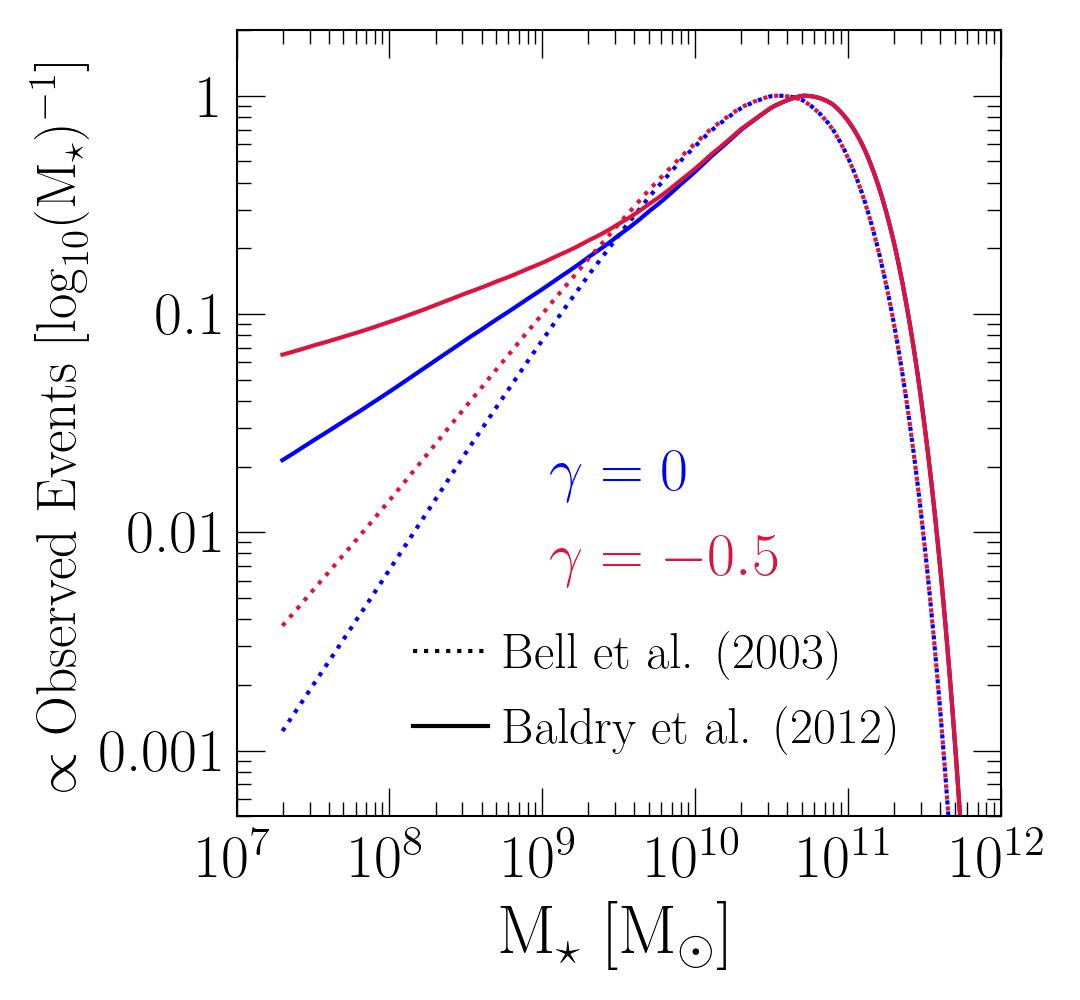 ∝ Observed Events [log₁₀(M⋆)⁻¹]
1
0.1
0.01
0.001
γ = 0
γ = −0.5
Bell et al. (2003)
Baldry et al. (2012)
10⁷ 10⁸ 10⁹ 10¹⁰ 10¹¹ 10¹²
M⋆ [M☉]